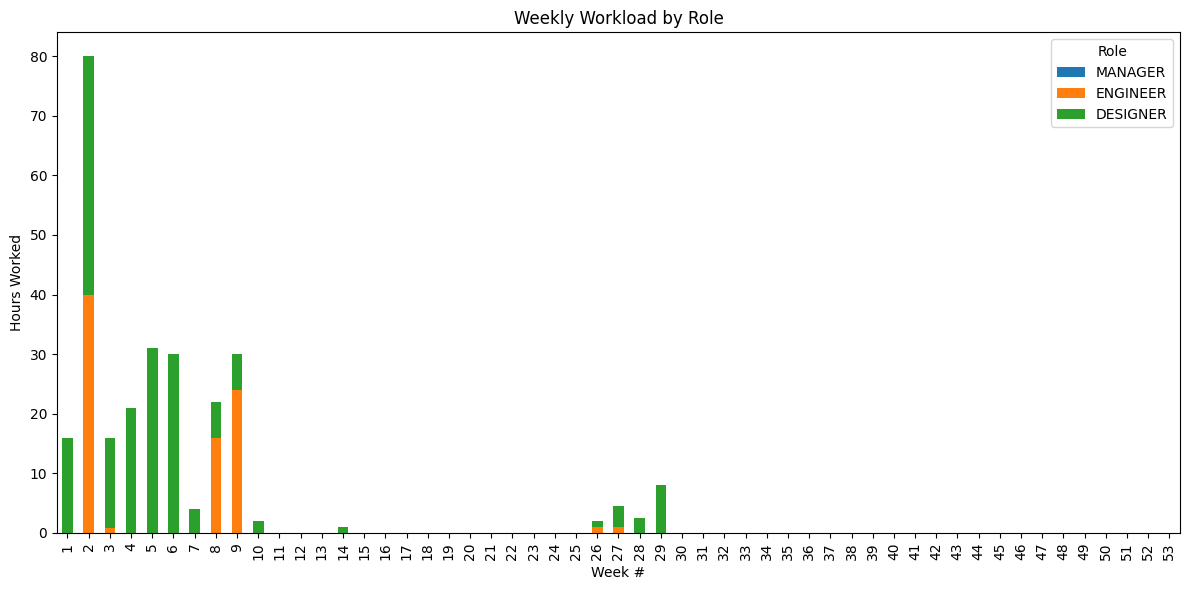 Weekly Workload by Role
Role
MANAGER
ENGINEER
DESIGNER
Hours Worked
80
70
60
50
40
30
20
10
0
1 2 3 4 5 6 7 8 9 10 11 12 13 14 15 16 17 18 19 20 21 22 23 24 25 26 27 28 29 30 31 32 33 34 35 36 37 38 39 40 41 42 43 44 45 46 47 48 49 50 51 52 53
Week #